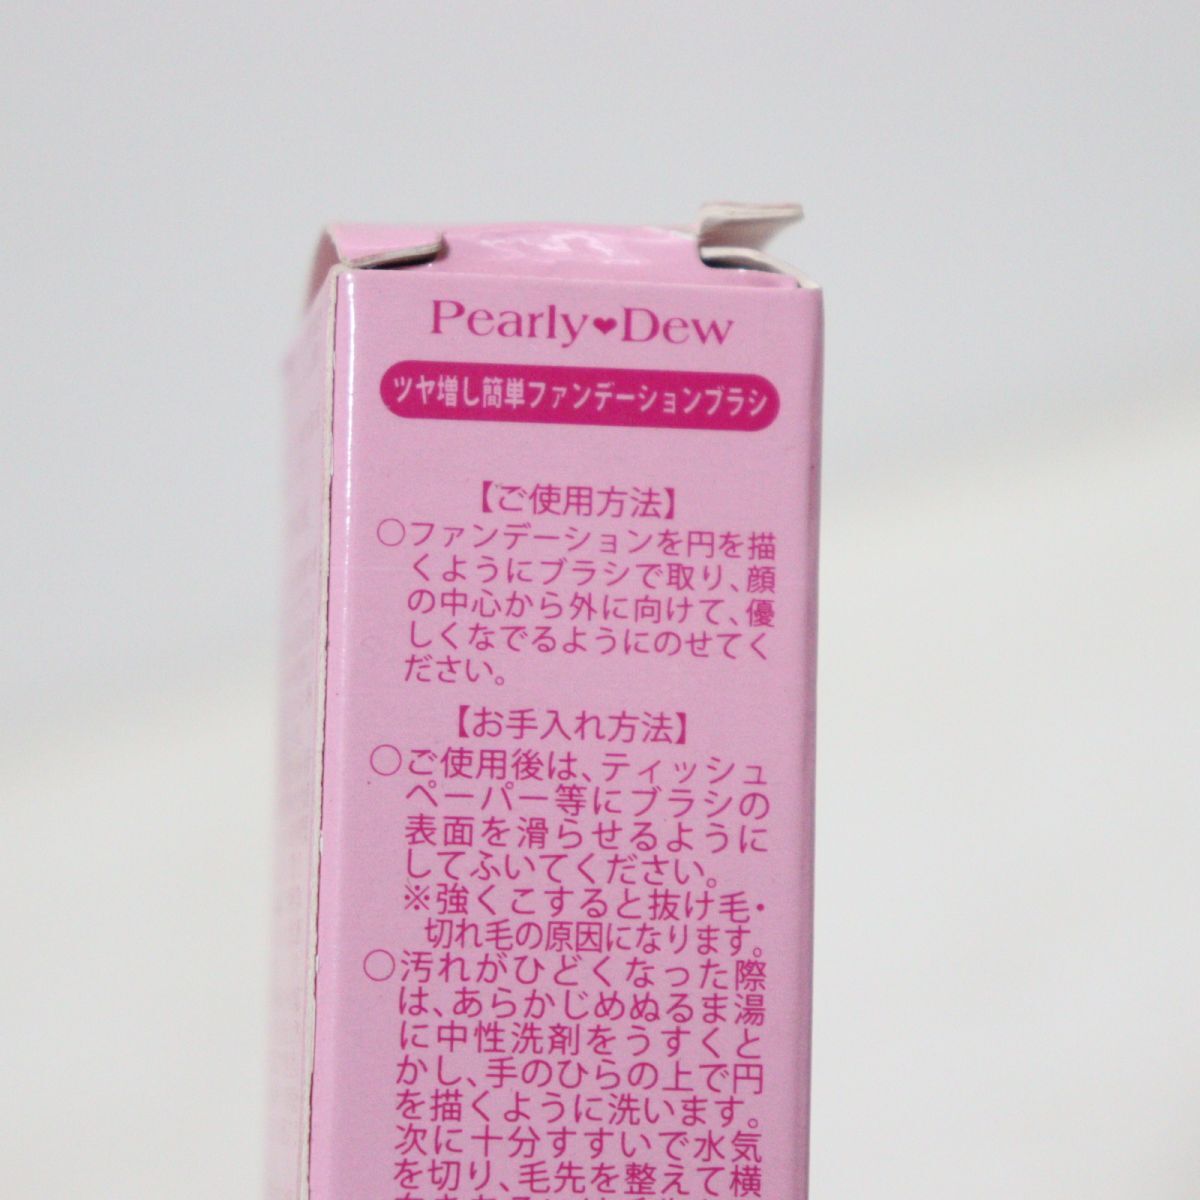 Pearly♥Dew
ツヤ増し簡単ファンデーションブラシ
【ご使用方法】
○ファンデーションを円を描
くようにブラシで取り、顔
の中心から外に向けて、優
しくなでるようにのせてく
ださい。
【お手入れ方法】
○ご使用後は、ティッシュ
ペーパー等にブラシの
表面を滑らせるように
してふいてください。
※強くこすると抜け毛・
切れ毛の原因になります。
○汚れがひどくなった際
は、あらかじめぬるま湯
に中性洗剤をうすくと
かし、手のひらの上で円
を描くように洗います。
次に十分すすいで水気
を切り、毛先を整えて横